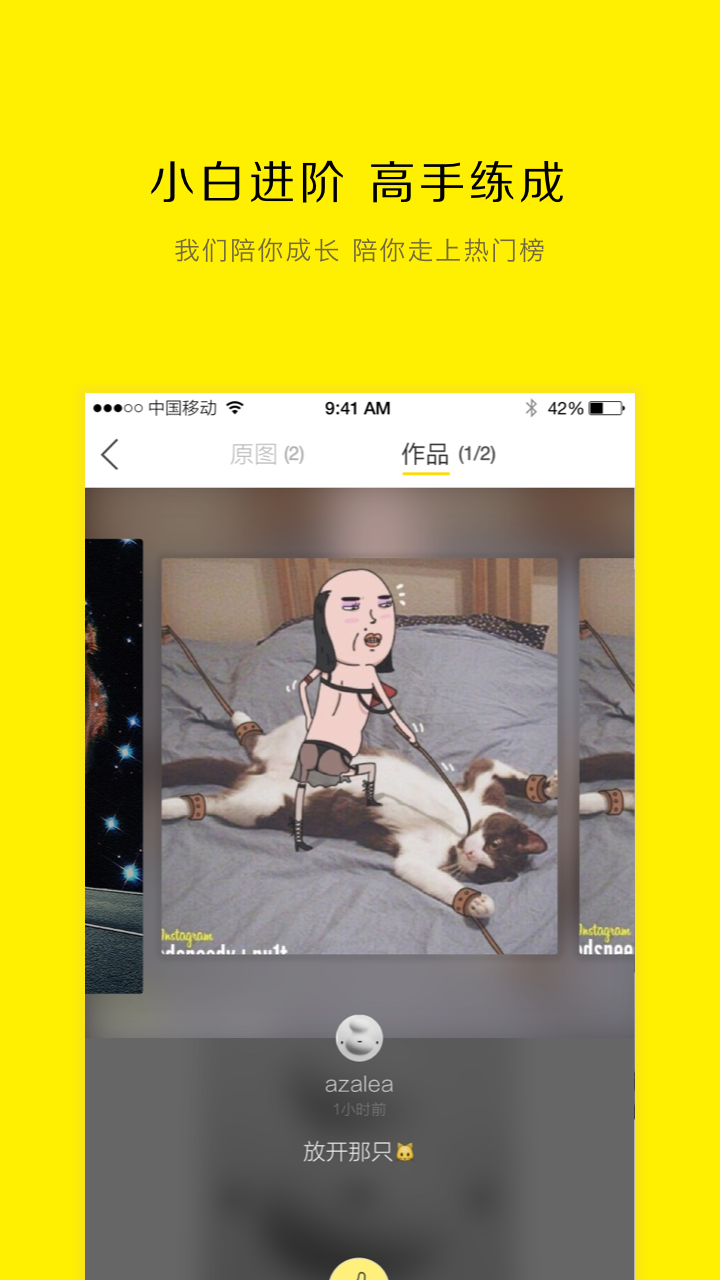 小白进阶 高手练成
我们陪你成长 陪你走上热门榜
中国移动 9:41 AM 42%
原图 (2) 作品 (1/2)
Instagram
Instagram
azalea
1小时前
放开那只🐱